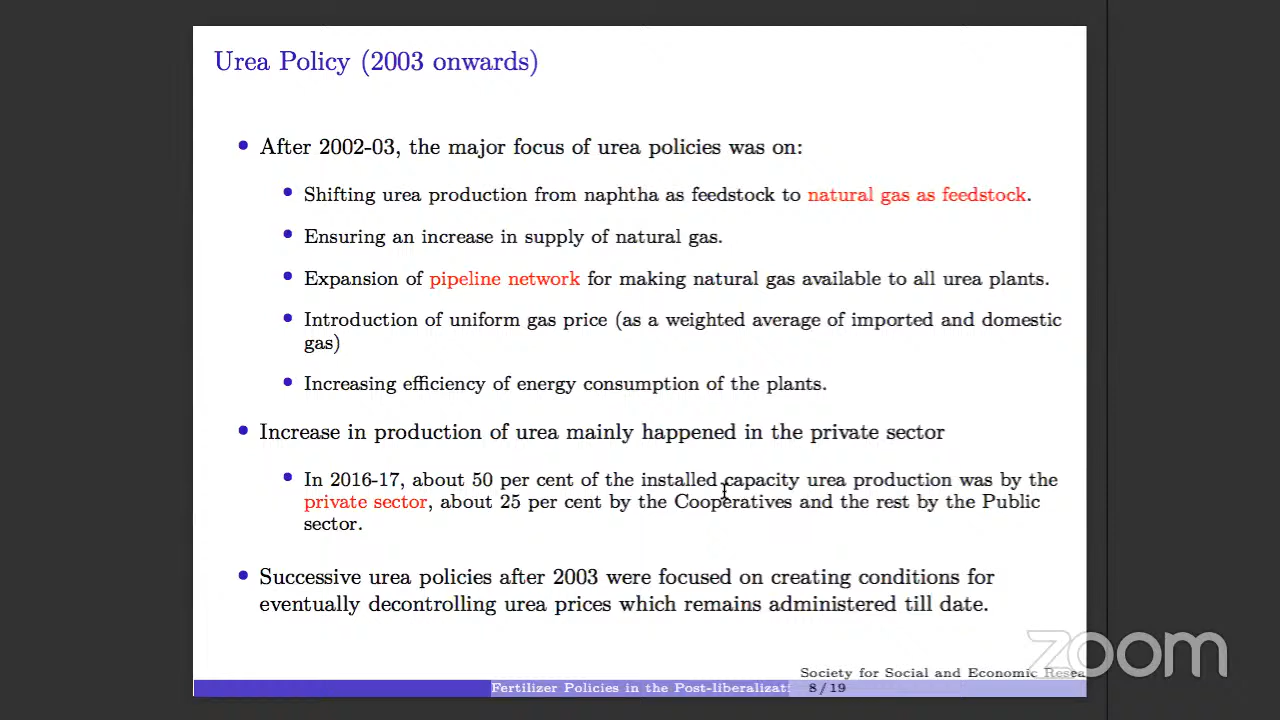 Urea Policy (2003 onwards)
After 2002-03, the major focus of urea policies was on:
Shifting urea production from naphtha as feedstock to natural gas as feedstock.
Ensuring an increase in supply of natural gas.
Expansion of pipeline network for making natural gas available to all urea plants.
Introduction of uniform gas price (as a weighted average of imported and domestic
gas)
Increasing efficiency of energy consumption of the plants.
Increase in production of urea mainly happened in the private sector
In 2016-17, about 50 per cent of the installed capacity urea production was by the
private sector, about 25 per cent by the Cooperatives and the rest by the Public
sector.
Successive urea policies after 2003 were focused on creating conditions for
eventually decontrolling urea prices which remains administered till date.
zoom
Society for Social and Economic Resea
Fertilizer Policies in the Post-liberalizati 8/19